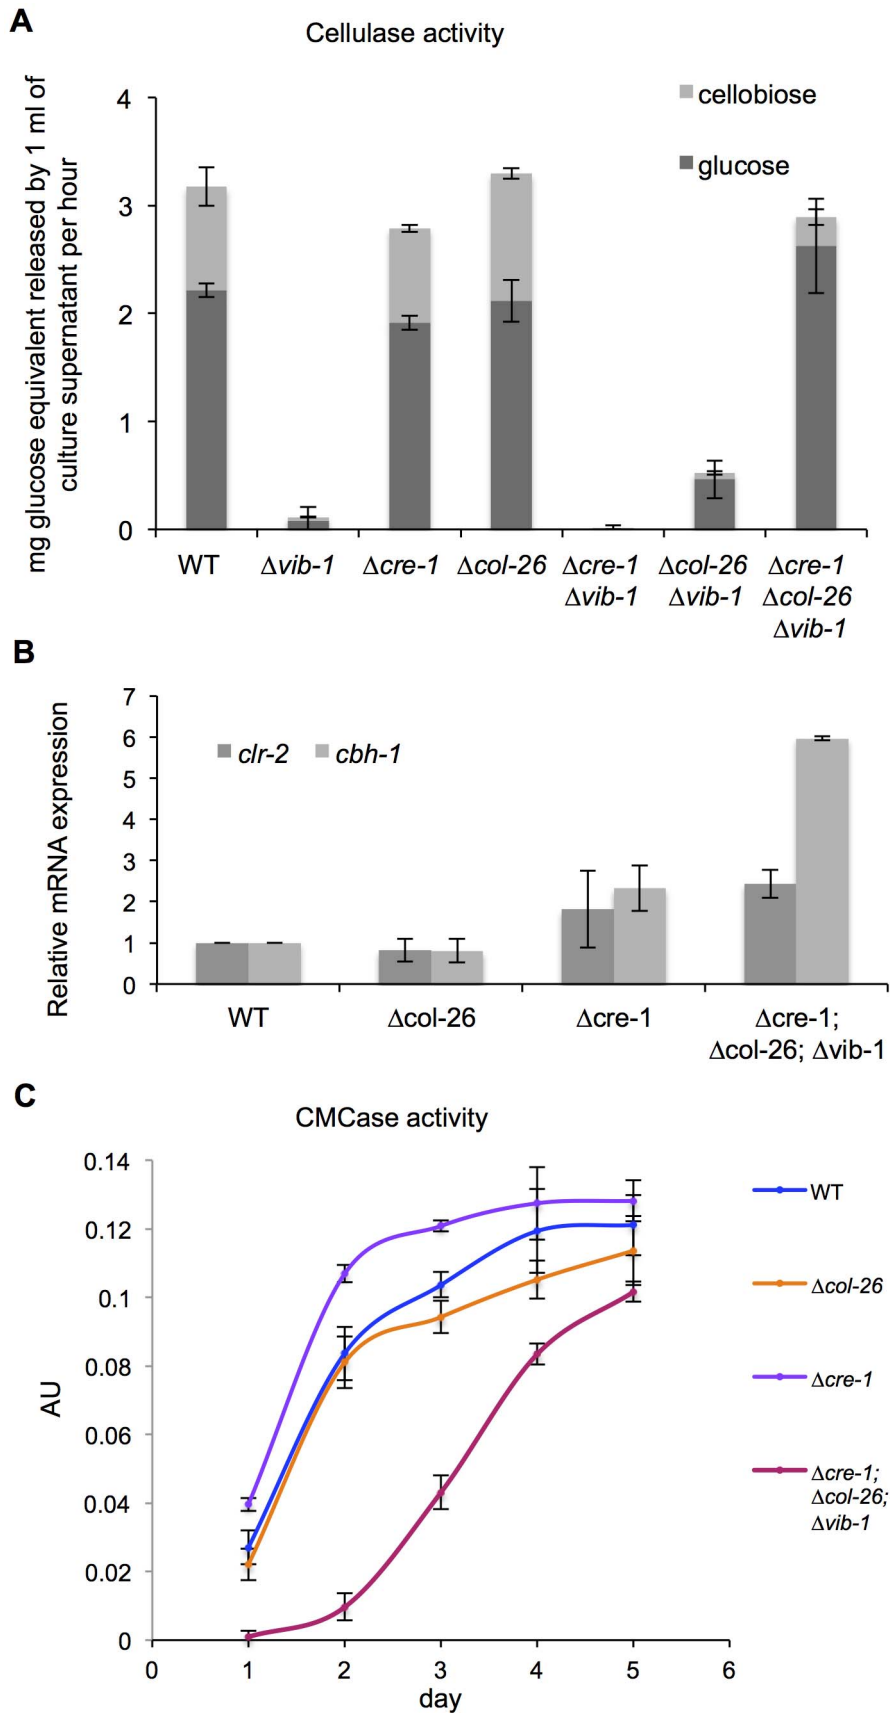 A
Cellulase activity
mg glucose equivalent released by 1 ml of
culture supernatant per hour
4
3
2
1
0
cellobiose
glucose
WT
Δvib-1
Δcre-1
Δcol-26
Δcre-1
Δvib-1
Δcol-26
Δvib-1
Δcre-1
Δcol-26
Δvib-1
B
Relative mRNA expression
7
6
5
4
3
2
1
0
clr-2
cbh-1
WT
Δcol-26
Δcre-1
Δcre-1;
Δcol-26; Δvib-1
C
CMCase activity
AU
0.14
0.12
0.1
0.08
0.06
0.04
0.02
0
0
1
2
3
4
5
6
day
WT
Δcol-26
Δcre-1
Δcre-1;
Δcol-26;
Δvib-1